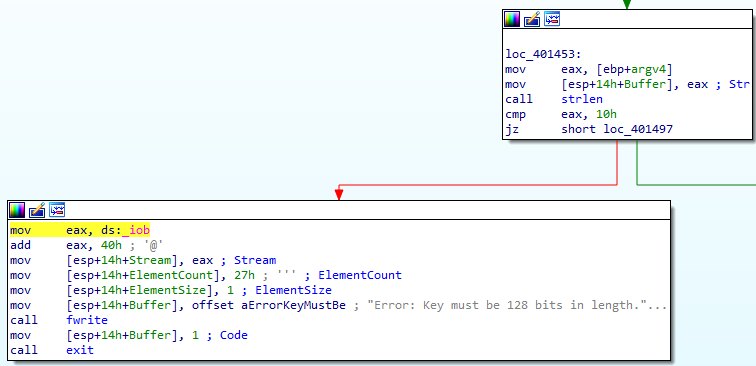 loc_401453:
mov eax, [ebp+argv4]
mov [esp+14h+Buffer], eax ; Str
call strlen
cmp eax, 10h
jz short loc_401497
mov eax, ds:_iob
add eax, 40h ; '@'
mov [esp+14h+Stream], eax ; Stream
mov [esp+14h+ElementCount], 27h ; ''' ; ElementCount
mov [esp+14h+ElementSize], 1 ; ElementSize
mov [esp+14h+Buffer], offset aErrorKeyMustBe ; "Error: Key must be 128 bits in length."...
call fwrite
mov [esp+14h+Buffer], 1 ; Code
call exit